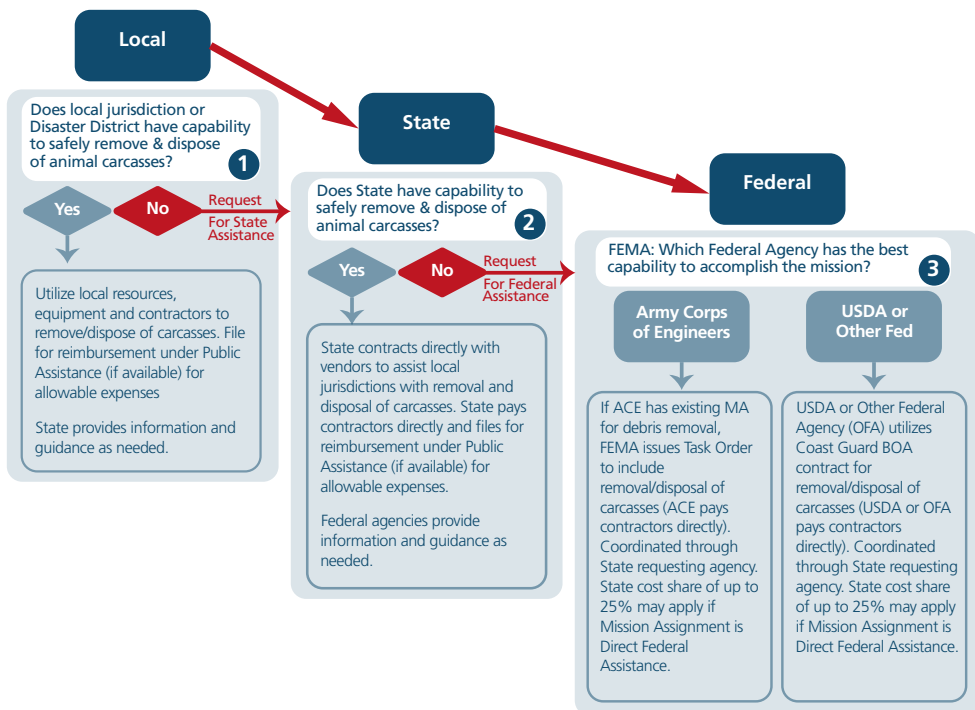 Local
Does local jurisdiction or
Disaster District have capability
to safely remove & dispose
of animal carcasses?
1
Yes
No
Request
For State
Assistance
Utilize local resources,
equipment and contractors to
remove/dispose of carcasses. File
for reimbursement under Public
Assistance (if available) for
allowable expenses
State provides information and
guidance as needed.
State
Does State have capability to
safely remove & dispose of
animal carcasses?
2
Yes
No
Request
For Federal
Assistance
State contracts directly with
vendors to assist local
jurisdictions with removal and
disposal of carcasses. State pays
contractors directly and files for
reimbursement under Public
Assistance (if available) for
allowable expenses.
Federal agencies provide
information and guidance as
needed.
Federal
FEMA: Which Federal Agency has the best
capability to accomplish the mission?
3
Army Corps
of Engineers
If ACE has existing MA
for debris removal,
FEMA issues Task Order
to include
removal/disposal of
carcasses (ACE pays
contractors directly).
Coordinated through
State requesting agency.
State cost share of up to
25% may apply if
Mission Assignment is
Direct Federal
Assistance.
USDA or
Other Fed
USDA or Other Federal
Agency (OFA) utilizes
Coast Guard BOA
contract for
removal/disposal of
carcasses (USDA or OFA
pays contractors
directly). Coordinated
through State requesting
agency. State cost share
of up to 25% may apply
if Mission Assignment is
Direct Federal Assistance.